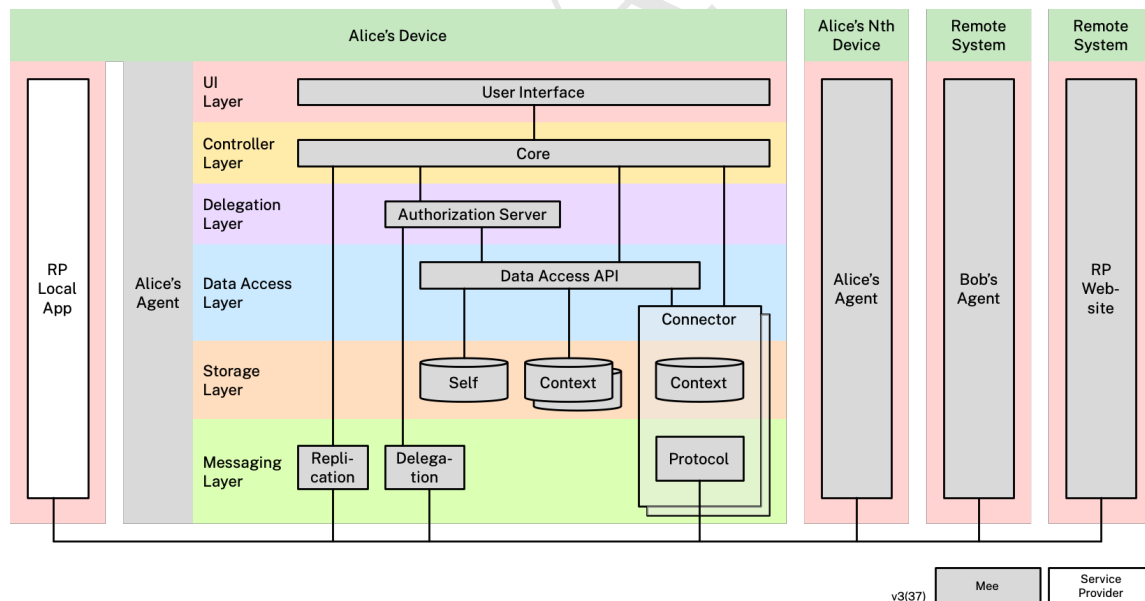 Alice's Device
Alice's Nth
Device
Remote
System
Remote
System
UI
Layer
User Interface
Controller
Layer
Core
Delegation
Layer
Authorization Server
RP
Local
App
Alice's
Agent
Data Access
Layer
Data Access API
Connector
Alice's
Agent
Bob's
Agent
RP
Web-
site
Storage
Layer
Self
Context
Context
Messaging
Layer
Repli-
cation
Delega-
tion
Protocol
v3(37)
Mee
Service
Provider